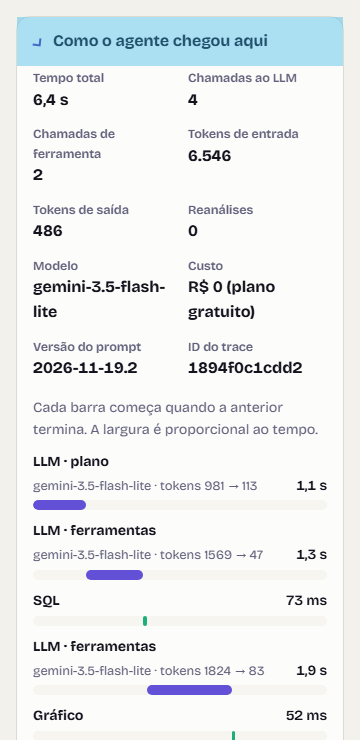 Como o agente chegou aqui
Tempo total
6,4 s
Chamadas ao LLM
4
Chamadas de
ferramenta
2
Tokens de entrada
6.546
Tokens de saída
486
Reanálises
0
Modelo
gemini-3.5-flash-
lite
Custo
R$ 0 (plano
gratuito)
Versão do prompt
2026-11-19.2
ID do trace
1894f0c1cdd2
Cada barra começa quando a anterior
termina. A largura é proporcional ao tempo.
LLM · plano
gemini-3.5-flash-lite · tokens 981 → 113 1,1 s
LLM · ferramentas
gemini-3.5-flash-lite · tokens 1569 → 47 1,3 s
SQL 73 ms
LLM · ferramentas
gemini-3.5-flash-lite · tokens 1824 → 83 1,9 s
Gráfico 52 ms